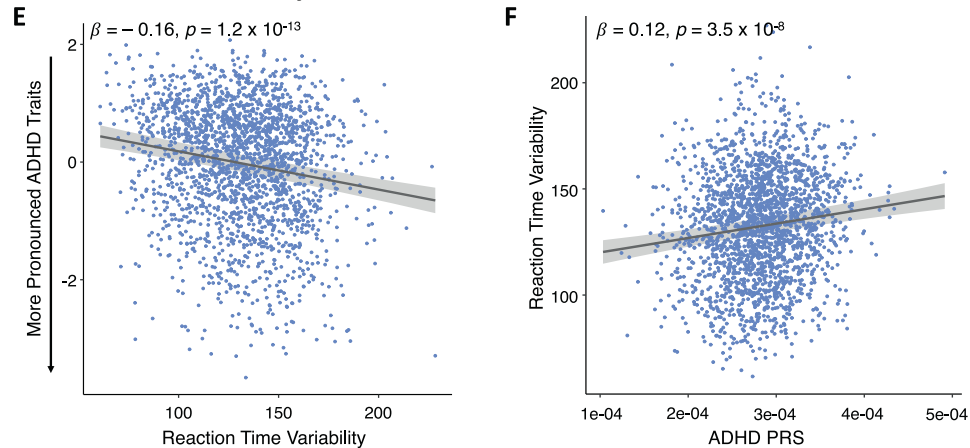 E
β = – 0.16, p = 1.2 x 10⁻¹³
More Pronounced ADHD Traits
2
0
-2
100 150 200
Reaction Time Variability
F
β = 0.12, p = 3.5 x 10⁻⁸
Reaction Time Variability
200
150
100
1e-04 2e-04 3e-04 4e-04 5e-04
ADHD PRS